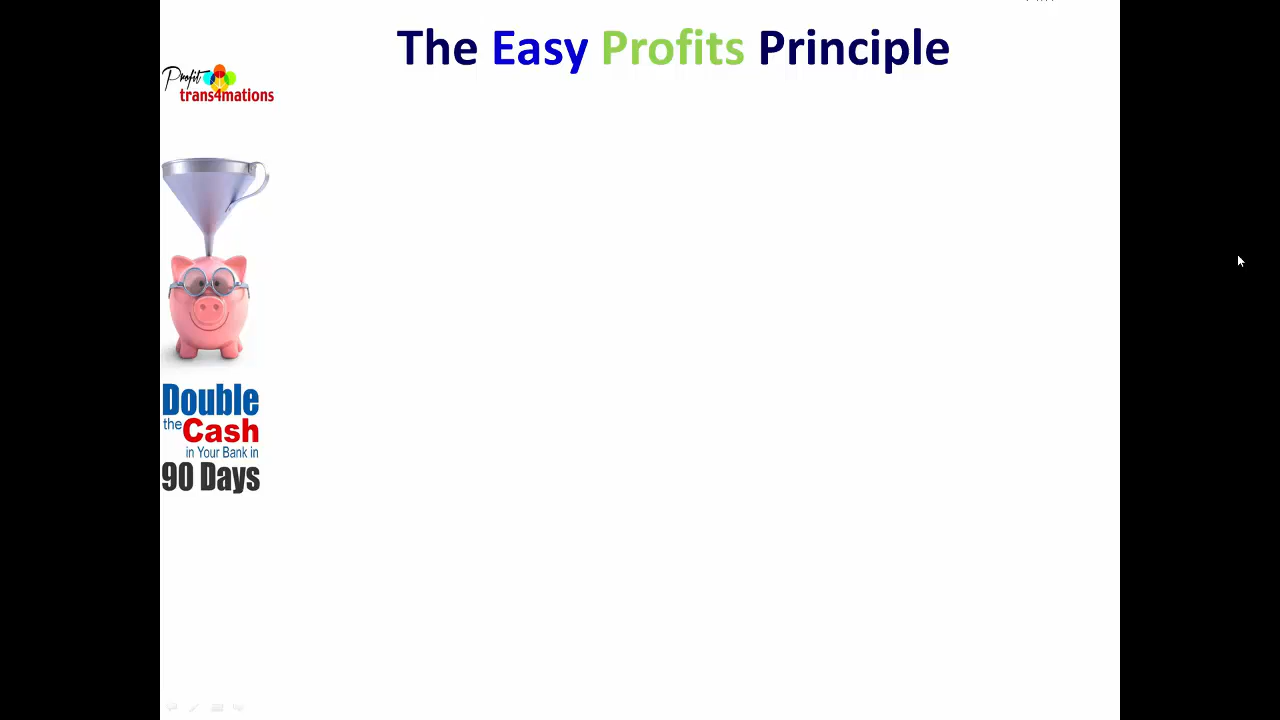 The Easy Profits Principle
Profit
trans4mations
Double
the Cash
in Your Bank in
90 Days